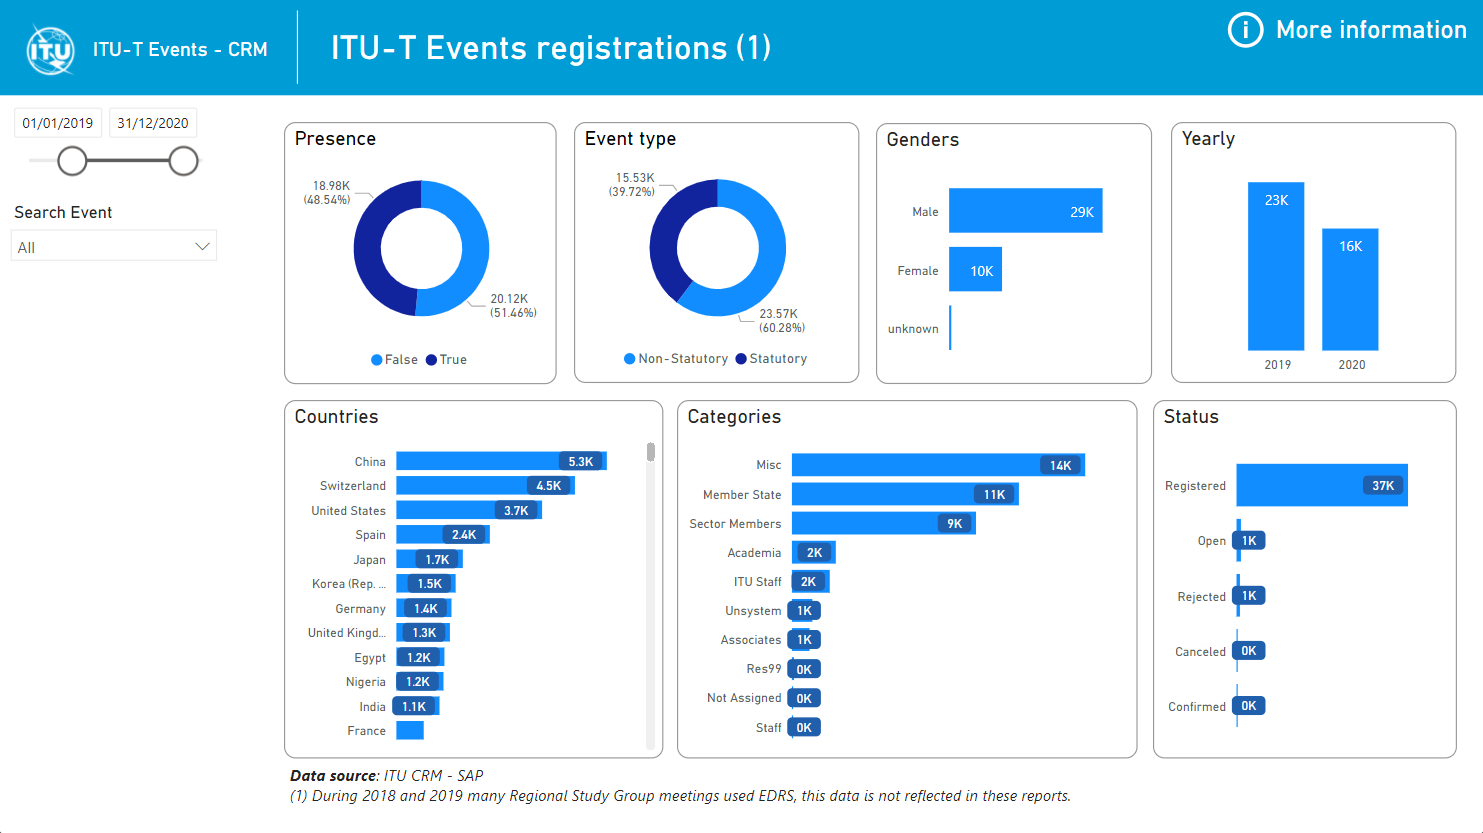 ITU
ITU-T Events - CRM
ITU-T Events registrations (1)
i More information
01/01/2019 31/12/2020
Search Event
All
Presence
18.98K
(48.54%)
20.12K
(51.46%)
False True
Event type
15.53K
(39.72%)
23.57K
(60.28%)
Non-Statutory Statutory
Genders
Male 29K
Female 10K
unknown
Yearly
23K 16K
2019 2020
Countries
China 5.3K
Switzerland 4.5K
United States 3.7K
Spain 2.4K
Japan 1.7K
Korea (Rep. ... 1.5K
Germany 1.4K
United Kingd... 1.3K
Egypt 1.2K
Nigeria 1.2K
India 1.1K
France
Categories
Misc 14K
Member State 11K
Sector Members 9K
Academia 2K
ITU Staff 2K
Unsystem 1K
Associates 1K
Res99 0K
Not Assigned 0K
Staff 0K
Status
Registered 37K
Open 1K
Rejected 1K
Canceled 0K
Confirmed 0K
Data source: ITU CRM - SAP
(1) During 2018 and 2019 many Regional Study Group meetings used EDRS, this data is not reflected in these reports.